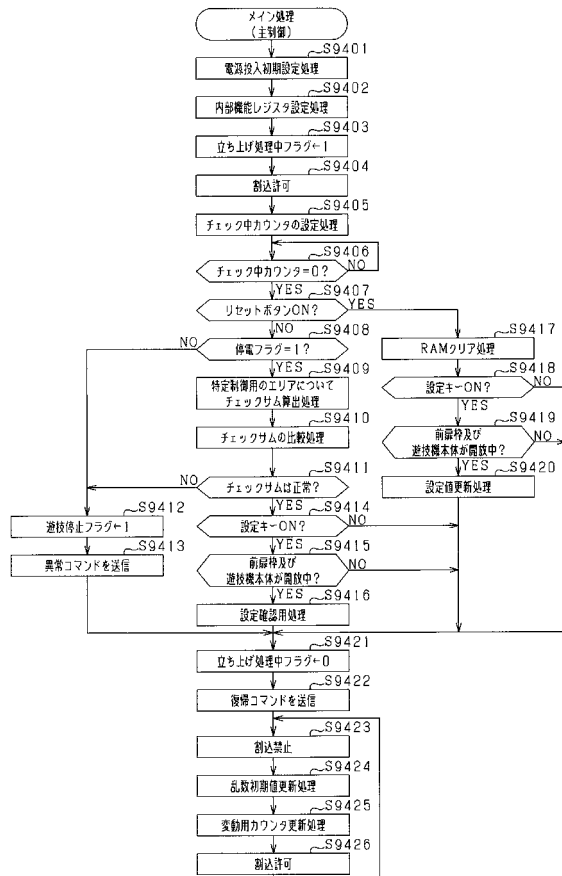 メイン処理
(主制御)
S9401
電源投入初期設定処理
S9402
内部機能レジスタ設定処理
S9403
立ち上げ処理中フラグ←1
S9404
割込許可
S9405
チェック中カウンタの設定処理
S9406
チェック中カウンター=0?
NO
YES
S9407
リセットボタンON?
YES
NO
S9408
停電フラグ=1?
NO
YES
S9409
特定制御用のエリアについて
チェックサム算出処理
S9410
チェックサムの比較処理
S9411
チェックサムは正常?
NO
YES
S9412
遊技停止フラグ←1
S9413
異常コマンドを送信
S9414
設定キーON?
NO
YES
S9415
前扉枠及び
遊技機本体が開放中?
NO
YES
S9416
設定確認用処理
S9417
RAMクリア処理
S9418
設定キーON?
NO
YES
S9419
前扉枠及び
遊技機本体が開放中?
NO
YES
S9420
設定値更新処理
S9421
立ち上げ処理中フラグ←0
S9422
復帰コマンドを送信
S9423
割込禁止
S9424
乱数初期値更新処理
S9425
変動用カウンタ更新処理
S9426
割込許可